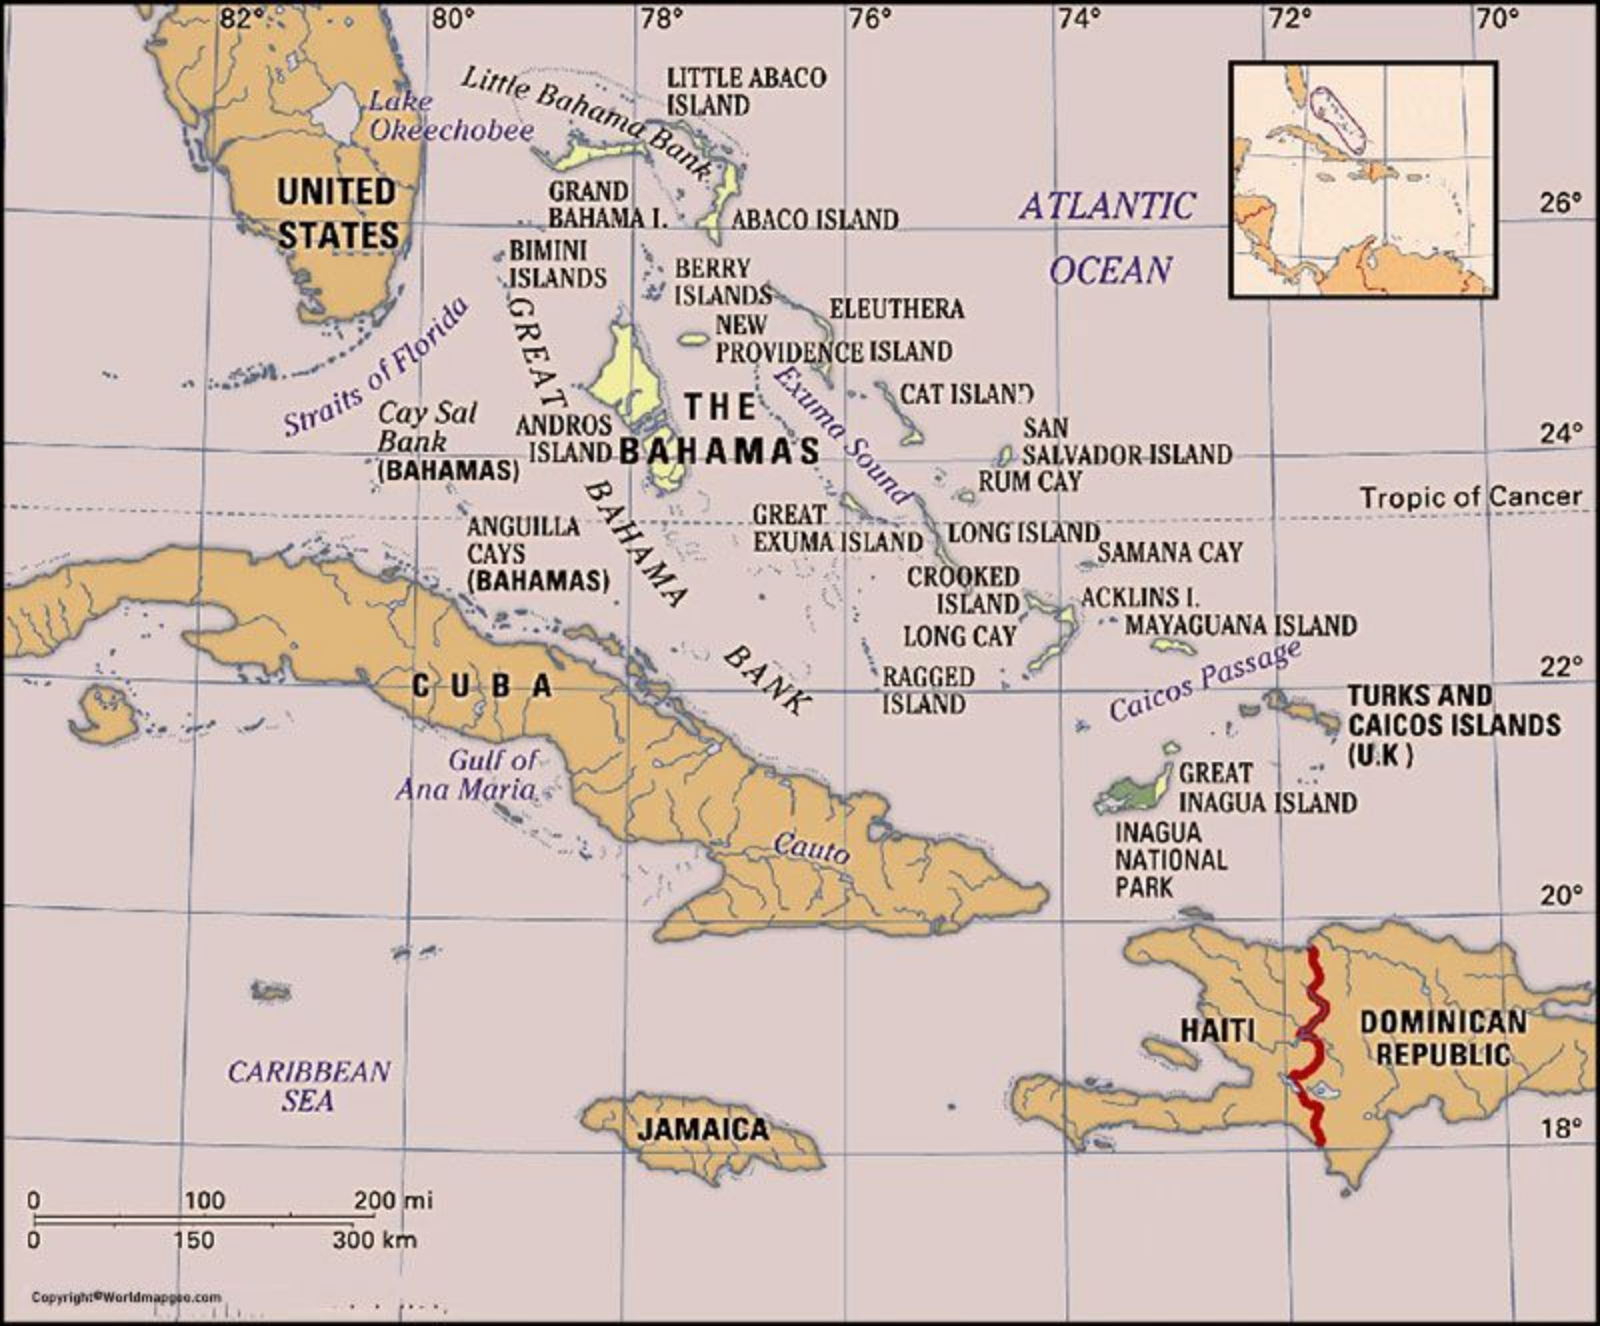 82° 80° 78° 76° 74° 72° 70°
Little Bahama Bank
LITTLE ABACO
ISLAND
Lake
Okeechobee
UNITED
STATES
GRAND
BAHAMA I.
ABACO ISLAND
ATLANTIC
OCEAN
26°
BIMINI
ISLANDS
BERRY
ISLANDS
ELEUTHERA
NEW
PROVIDENCE ISLAND
Straits of Florida
GREAT
BAHAMA
BANK
Exuma Sound
CAT ISLAND
Cay Sal
Bank
(BAHAMAS)
ANDROS
ISLAND
THE
BAHAMAS
SAN
SALVADOR ISLAND
24°
RUM CAY
Tropic of Cancer
ANGUILLA
CAYS
(BAHAMAS)
GREAT
EXUMA ISLAND
LONG ISLAND
SAMANA CAY
CROOKED
ISLAND
ACKLINS I.
LONG CAY
MAYAGUANA ISLAND
RAGGED
ISLAND
Caicos Passage
22°
CUBA
TURKS AND
CAICOS ISLANDS
(U.K)
Gulf of
Ana Maria
GREAT
INAGUA ISLAND
INAGUA
NATIONAL
PARK
Cauto
20°
HAITI
DOMINICAN
REPUBLIC
CARIBBEAN
SEA
JAMAICA
18°
0 100 200 mi
0 150 300 km
Copyright©Worldmapgeo.com